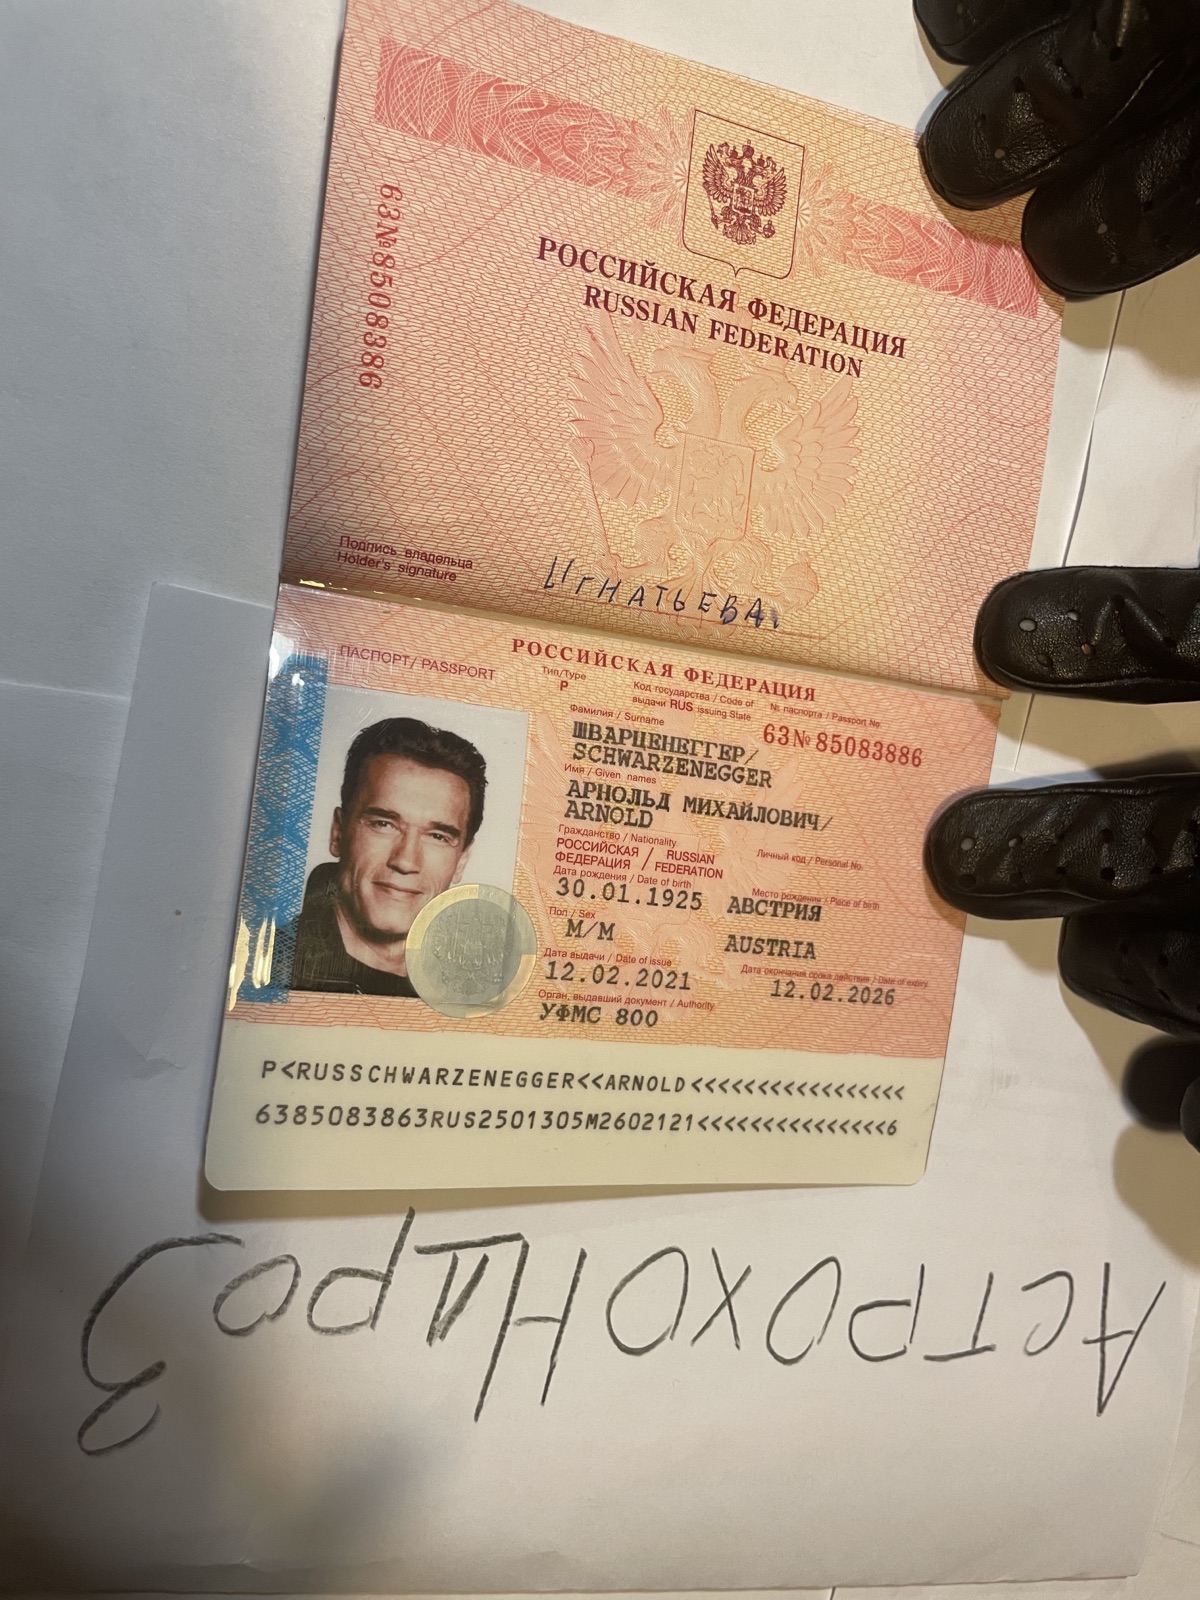 63№8508386
РОССИЙСКАЯ ФЕДЕРАЦИЯ
RUSSIAN FEDERATION
Подпись владельца
Holder's signature
ИгНАТЬЕВА
РОССИЙСКАЯ ФЕДЕРАЦИЯ
ПАСПОРТ/ PASSPORT
Тип/Type
P
Код государства / Code of
выдачи RUS issuing State
№ паспорта / Passport No.
63№85083886
Фамилия / Surname
ШВАРЦЕНЕГГЕР/
SCHWARZENEGGER
Имя / Given names
АРНОЛЬД МИХАЙЛОВИЧ/
ARNOLD
Гражданство / Nationality
РОССИЙСКАЯ / RUSSIAN
ФЕДЕРАЦИЯ / FEDERATION
Личный код / Personal No.
Дата рождения / Date of birth
30.01.1925
Место рождения / Place of birth
АВСТРИЯ
AUSTRIA
Пол / Sex
М/M
Дата выдачи / Date of issue
12.02.2021
Дата окончания срока действия / Date of expiry
12.02.2026
Орган, выдавший документ / Authority
УФМС 800
P<RUSSCHWARZENEGGER<<ARNOLD<<<<<<<<<<<<<<<<<
6385083863RUS2501305M2602121<<<<<<<<<<<<<<<6
АстРОХОНДроЗ